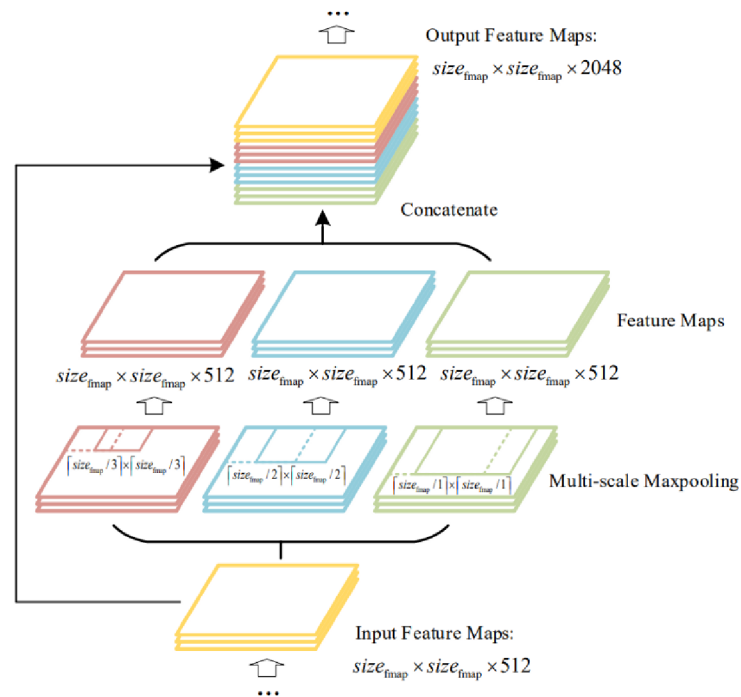 ...
Output Feature Maps:
size_fmap × size_fmap × 2048
Concatenate
Feature Maps
size_fmap × size_fmap × 512
size_fmap × size_fmap × 512
size_fmap × size_fmap × 512
⌈size_fmap / 3⌉×⌈size_fmap / 3⌉
⌈size_fmap / 2⌉×⌈size_fmap / 2⌉
⌈size_fmap / 1⌉×⌈size_fmap / 1⌉
Multi-scale Maxpooling
Input Feature Maps:
size_fmap × size_fmap × 512
...